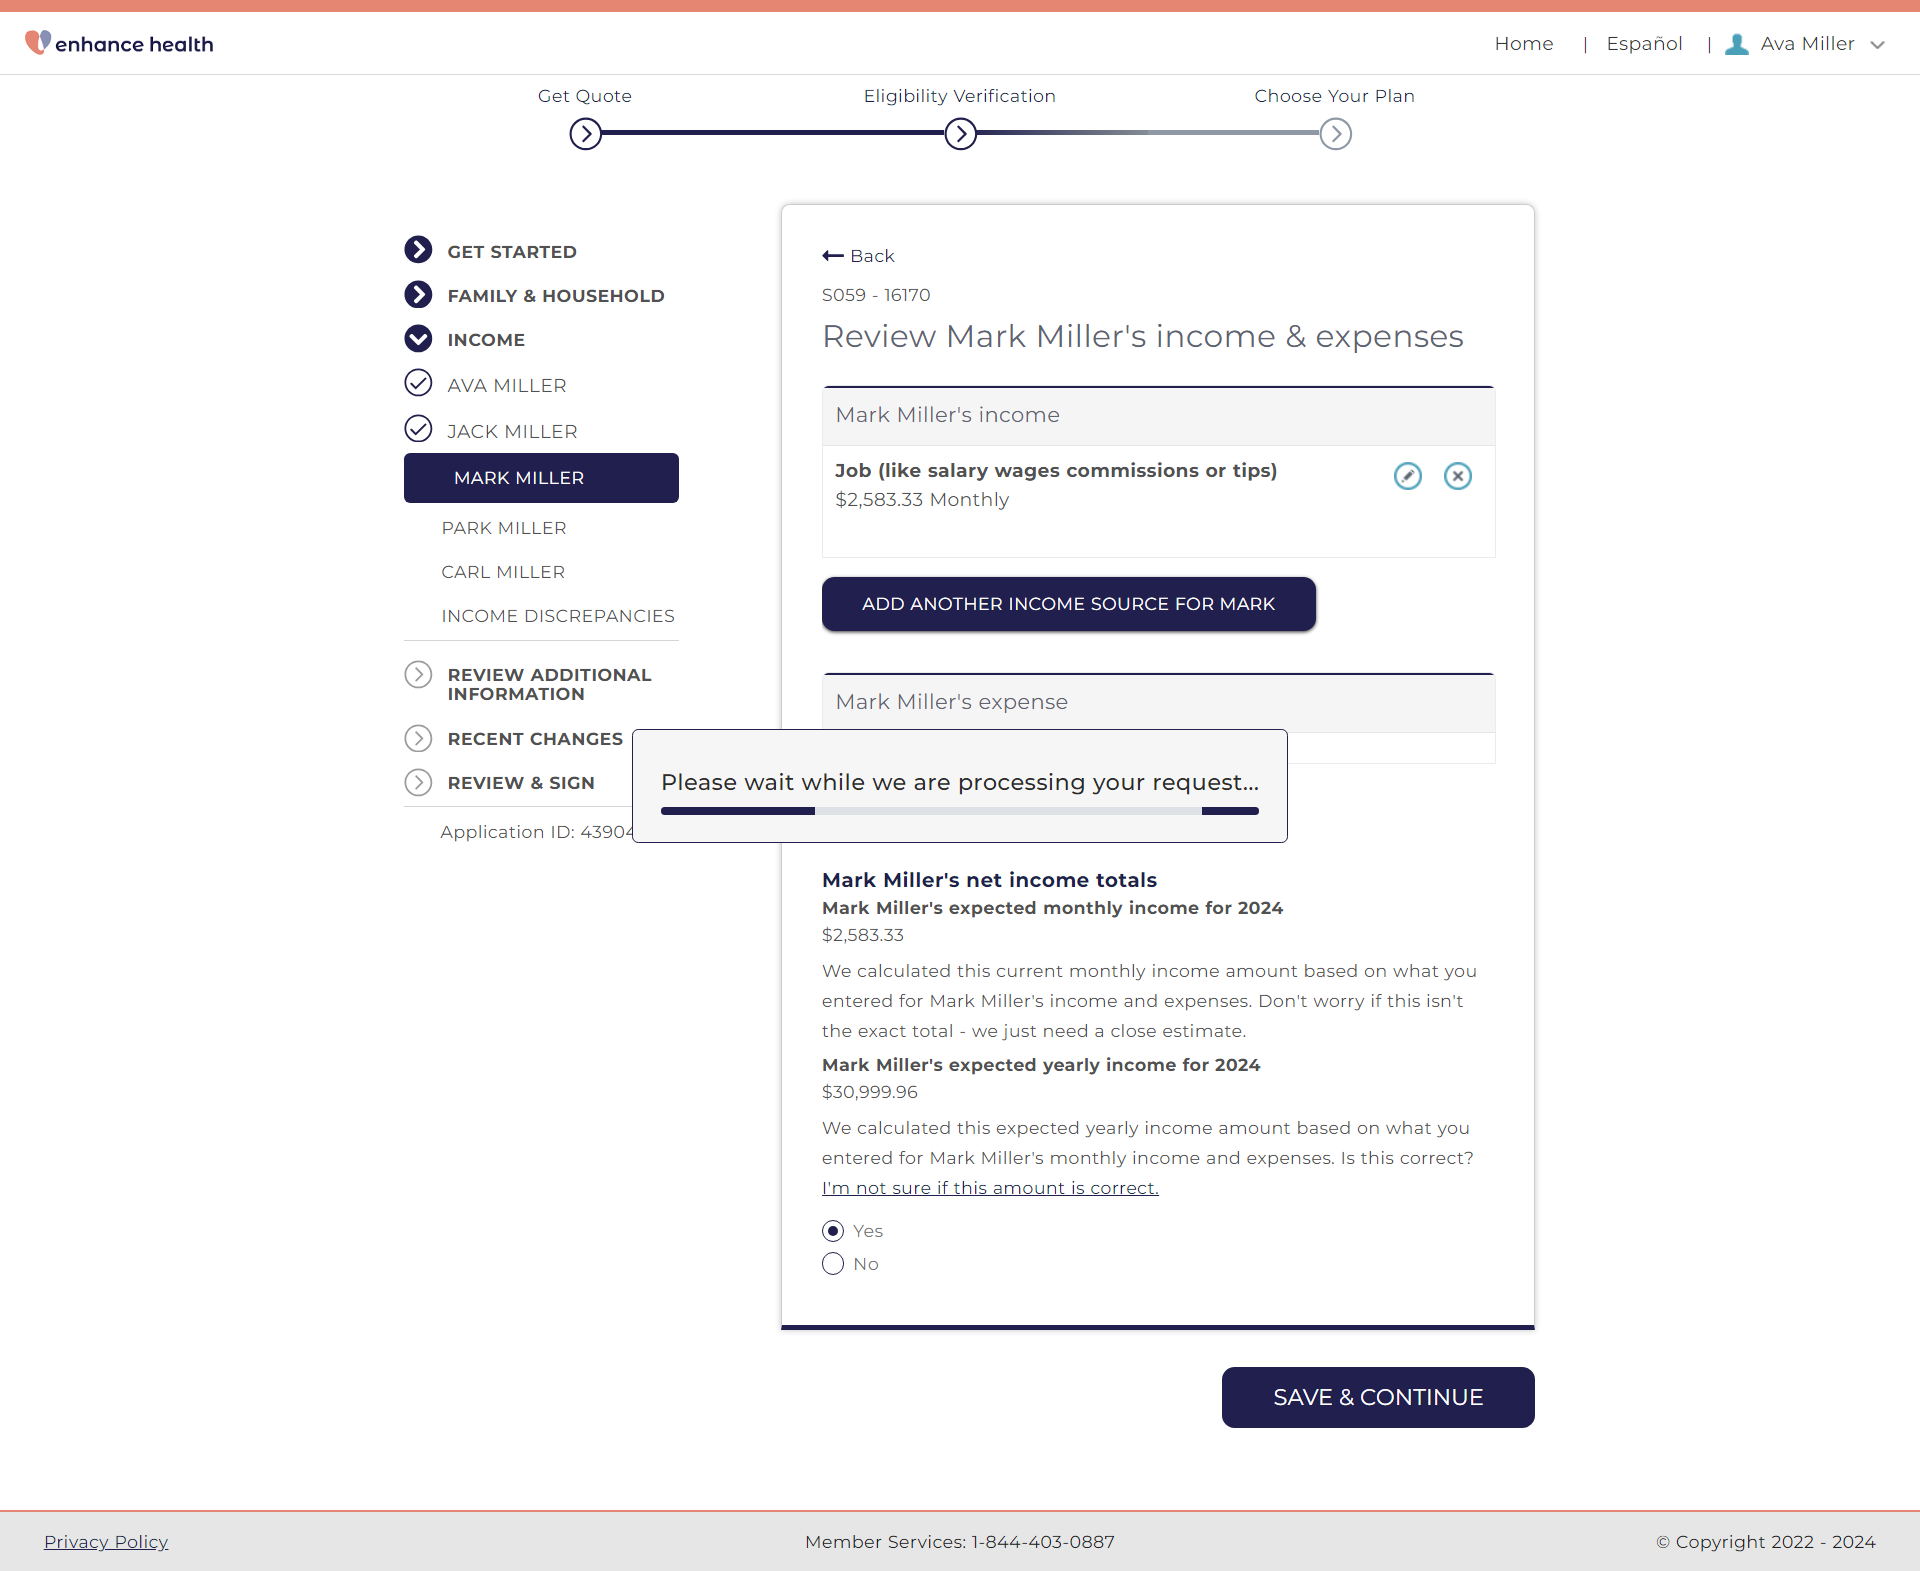 enhance health
Home | Español | Ava Miller
Get Quote
Eligibility Verification
Choose Your Plan
GET STARTED
FAMILY & HOUSEHOLD
INCOME
AVA MILLER
JACK MILLER
MARK MILLER
PARK MILLER
CARL MILLER
INCOME DISCREPANCIES
REVIEW ADDITIONAL
INFORMATION
RECENT CHANGES
REVIEW & SIGN
Application ID: 43904
Back
S059 - 16170
Review Mark Miller's income & expenses
Mark Miller's income
Job (like salary wages commissions or tips)
$2,583.33 Monthly
ADD ANOTHER INCOME SOURCE FOR MARK
Mark Miller's expense
Please wait while we are processing your request...
Mark Miller's net income totals
Mark Miller's expected monthly income for 2024
$2,583.33
We calculated this current monthly income amount based on what you
entered for Mark Miller's income and expenses. Don't worry if this isn't
the exact total - we just need a close estimate.
Mark Miller's expected yearly income for 2024
$30,999.96
We calculated this expected yearly income amount based on what you
entered for Mark Miller's monthly income and expenses. Is this correct?
I'm not sure if this amount is correct.
Yes
No
SAVE & CONTINUE
Privacy Policy
Member Services: 1-844-403-0887
© Copyright 2022 - 2024